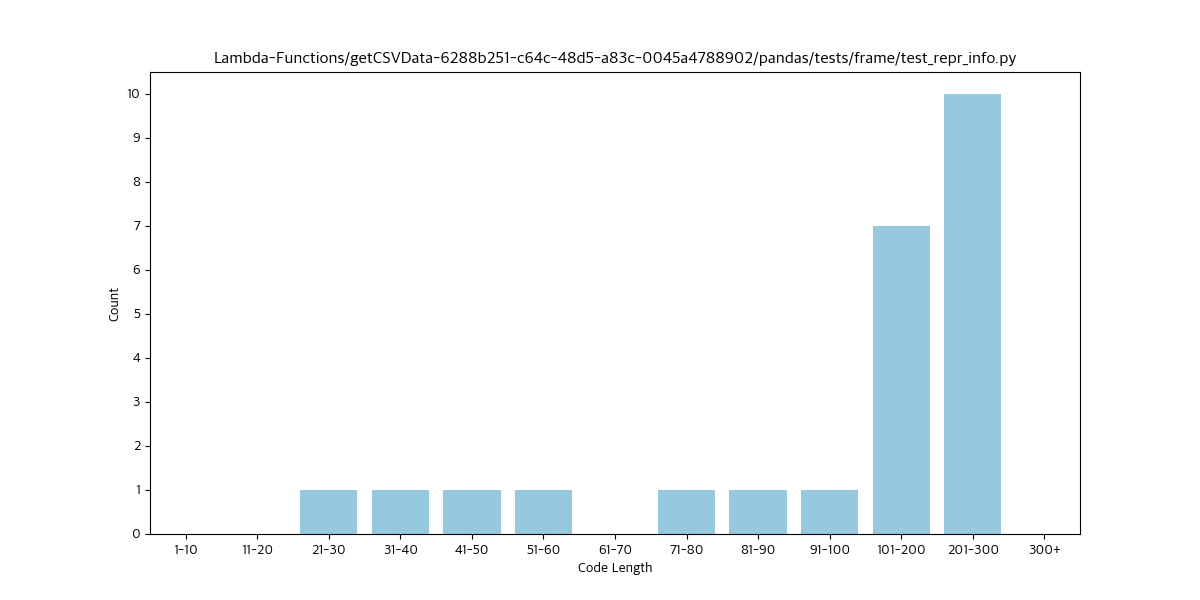 Lambda-Functions/getCSVData-6288b251-c64c-48d5-a83c-0045a4788902/pandas/tests/frame/test_repr_info.py
10
9
8
7
6
5
4
3
2
1
0
Count
1-10 11-20 21-30 31-40 41-50 51-60 61-70 71-80 81-90 91-100 101-200 201-300 300+
Code Length